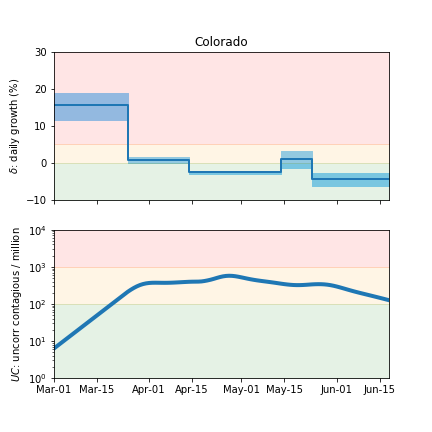 Colorado
δ: daily growth (%)
30
20
10
0
−10
UC: uncorr contagious / million
10⁴
10³
10²
10¹
10⁰
Mar-01 Mar-15 Apr-01 Apr-15 May-01 May-15 Jun-01 Jun-15